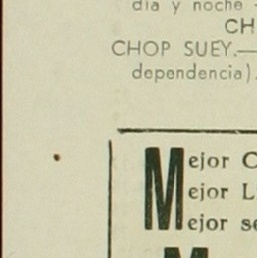 día y noche
CH
CHOP SUEY.—
dependencia).
Mejor C
Mejor L
Mejor se
M